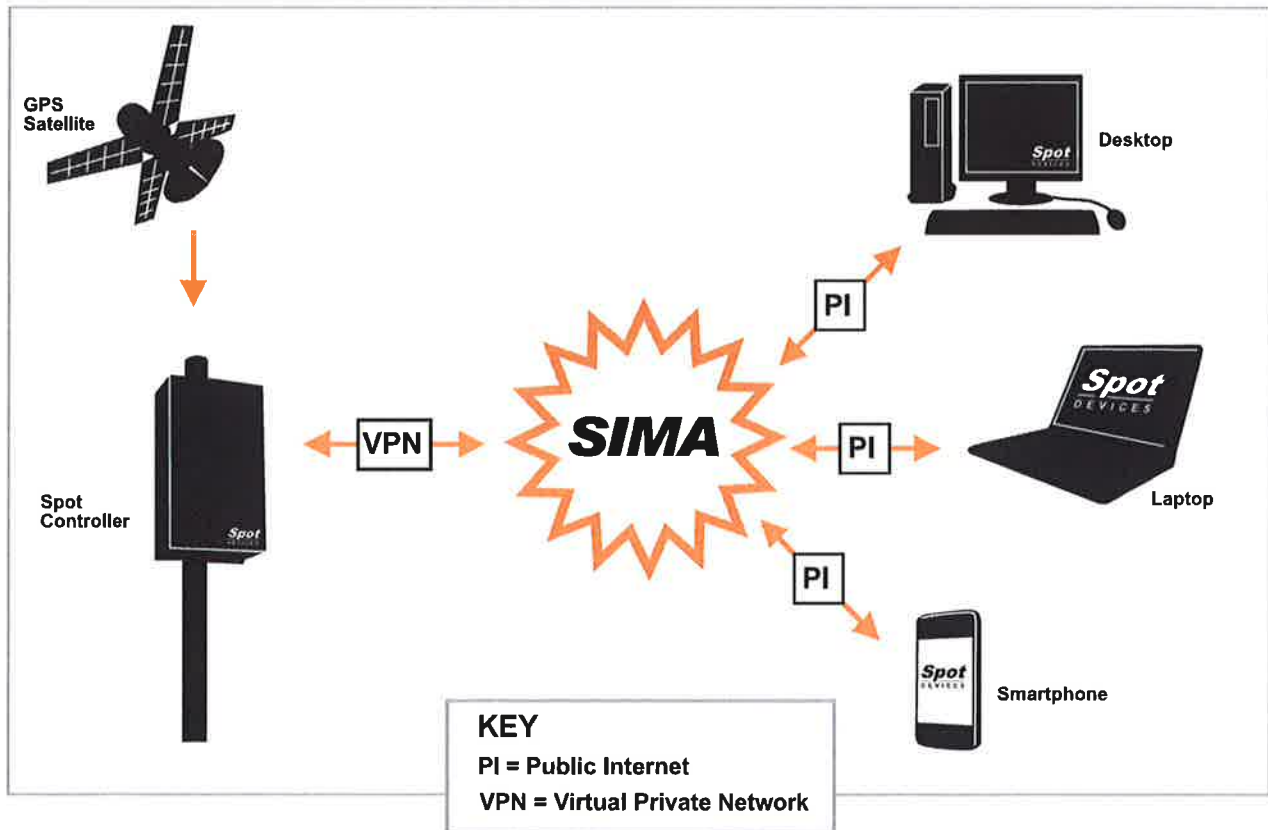 GPS
Satellite
Spot
DEVICES
Desktop
PI
SIMA
VPN
PI
Spot
DEVICES
Laptop
Spot
Controller
Spot
PI
Spot
DEVICES
Smartphone
KEY
PI = Public Internet
VPN = Virtual Private Network